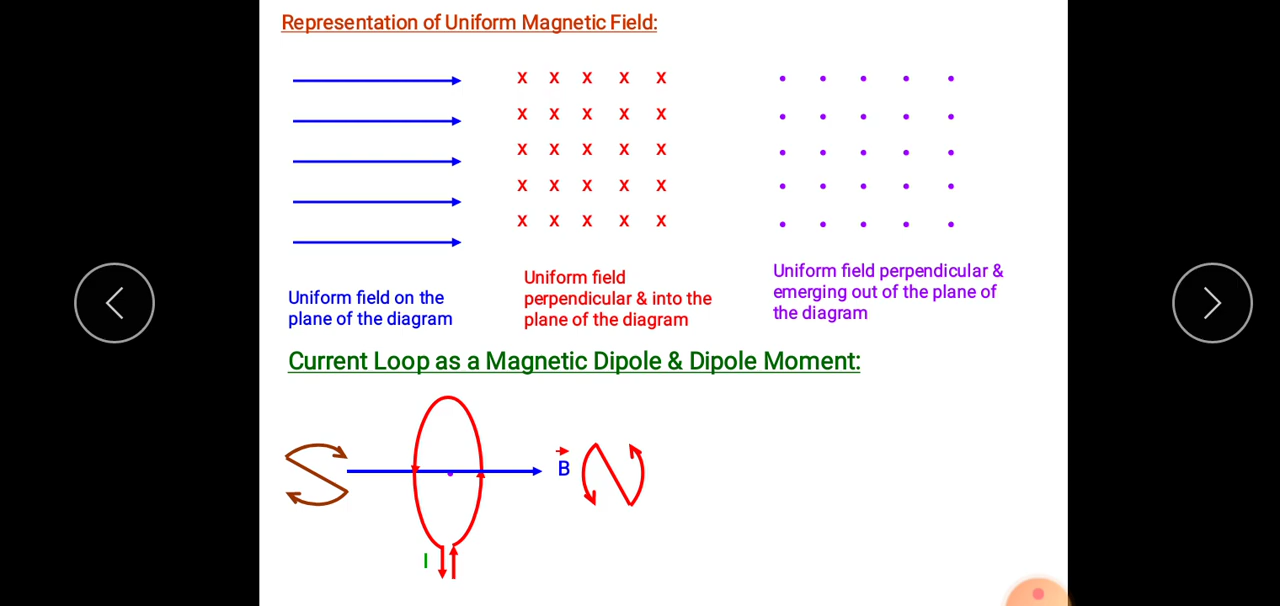 Representation of Uniform Magnetic Field:
X X X X X
X X X X X
X X X X X
X X X X X
X X X X X
Uniform field on the
plane of the diagram
Uniform field
perpendicular & into the
plane of the diagram
Uniform field perpendicular &
emerging out of the plane of
the diagram
Current Loop as a Magnetic Dipole & Dipole Moment:
S
B
N
I